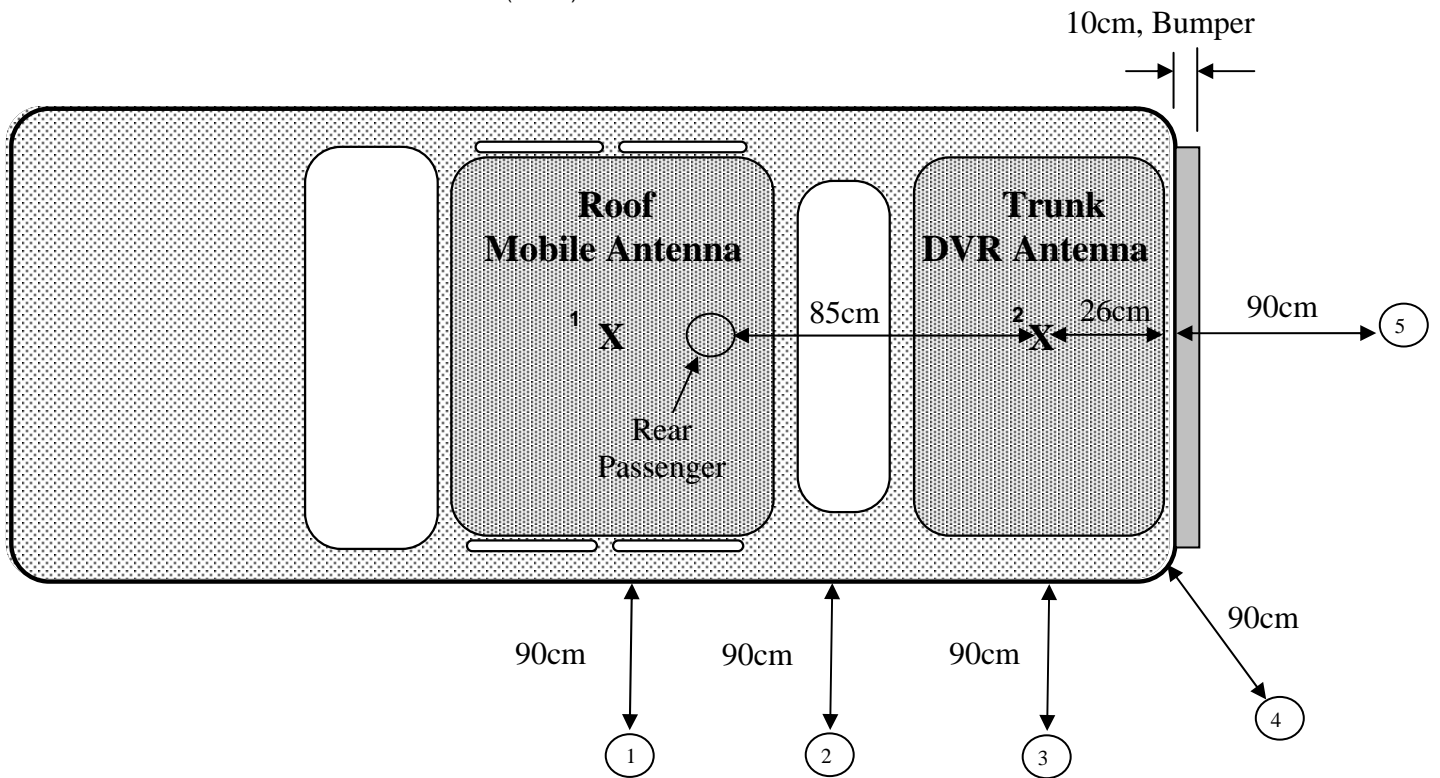 10cm, Bumper
Roof
Mobile Antenna
Trunk
DVR Antenna
85cm
26cm
90cm
1
X
2
X
5
Rear
Passenger
90cm
90cm
90cm
90cm
1
2
3
4